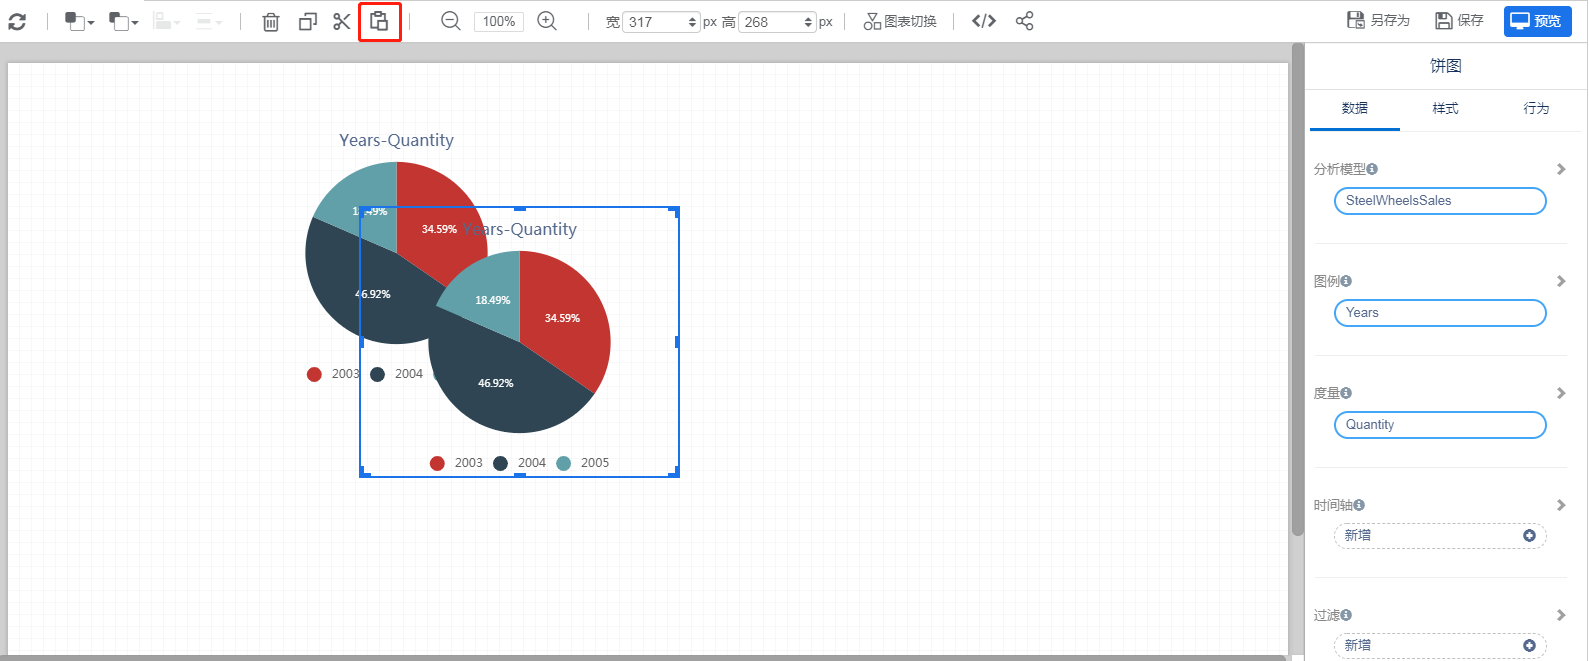 100%
宽 317 px 高 268 px
图表切换
另存为
保存
预览
饼图
数据 样式 行为
分析模型
SteelWheelsSales
图例
Years
度量
Quantity
时间轴
新增
过滤
新增
Years-Quantity
34.59%
46.92%
2003 2004
Years-Quantity
18.49%
34.59%
46.92%
2003 2004 2005